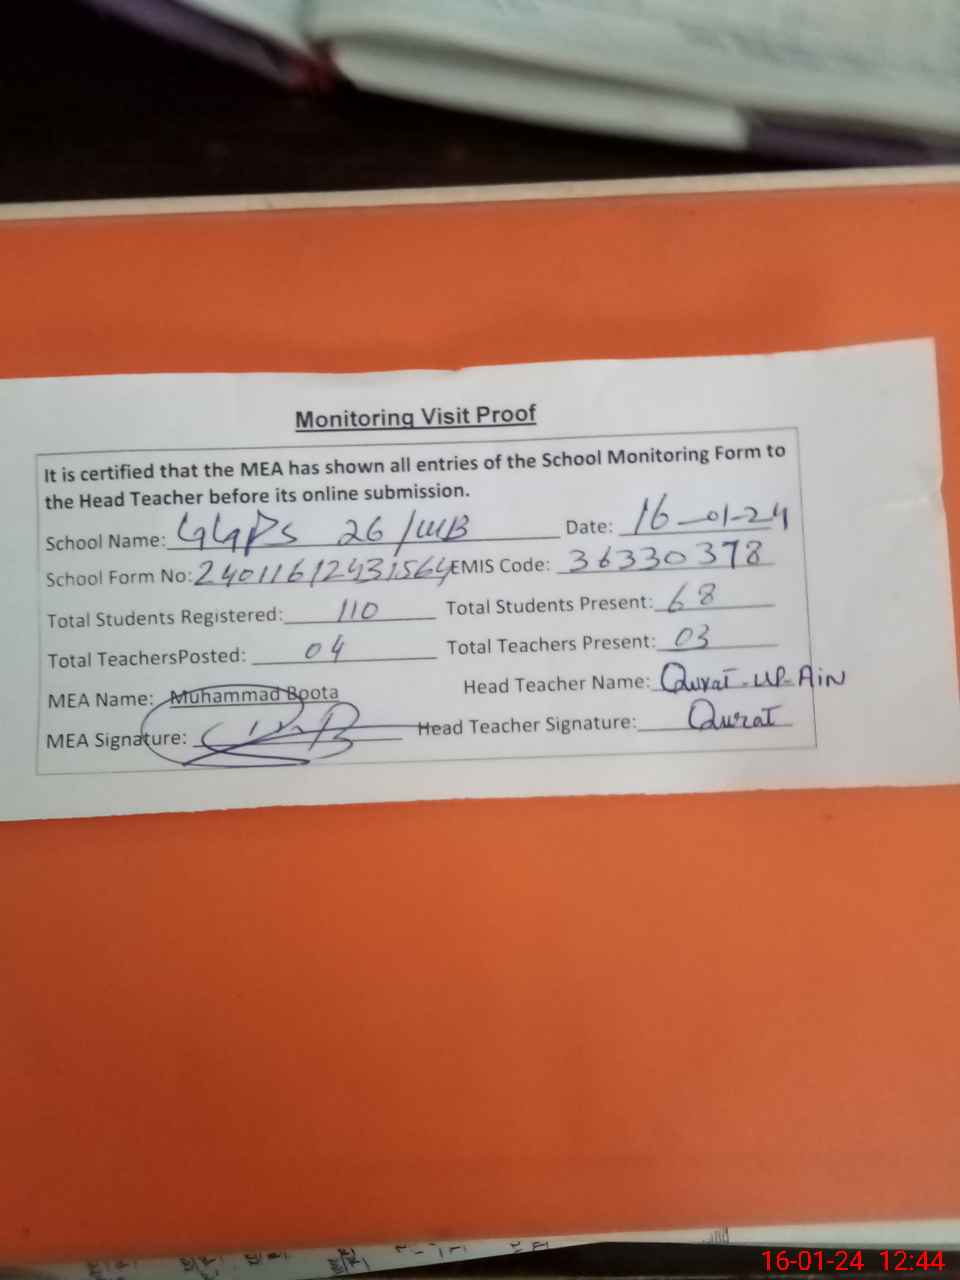 Monitoring Visit Proof
It is certified that the MEA has shown all entries of the School Monitoring Form to
the Head Teacher before its online submission.
School Name: GGPS 26/WB Date: 16-01-24
School Form No: 24011612431564 EMIS Code: 36330378
Total Students Registered: 110 Total Students Present: 68
Total TeachersPosted: 04 Total Teachers Present: 03
MEA Name: Muhammad Boota Head Teacher Name: Qurat-ul-Ain
MEA Signature: Head Teacher Signature: Qurat
16-01-24 12:44